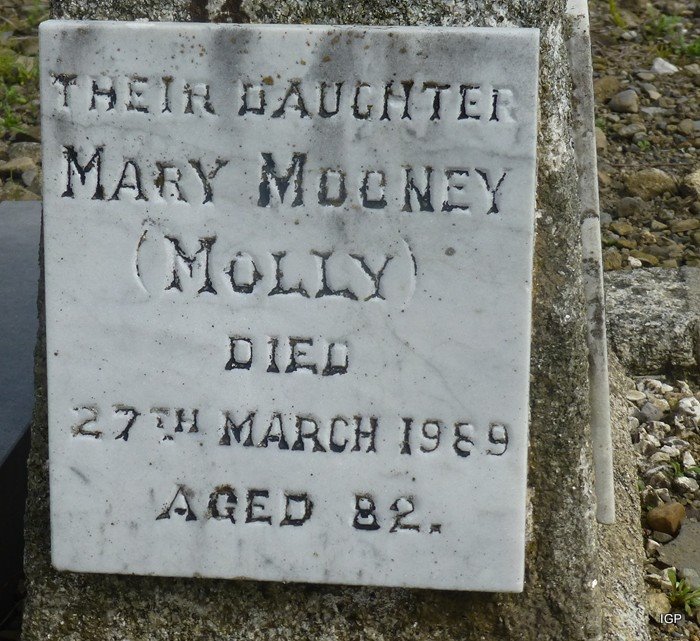 THEIR DAUGHTER
MARY MOONEY
(MOLLY)
DIED
27TH MARCH 1989
AGED 82.
IGP